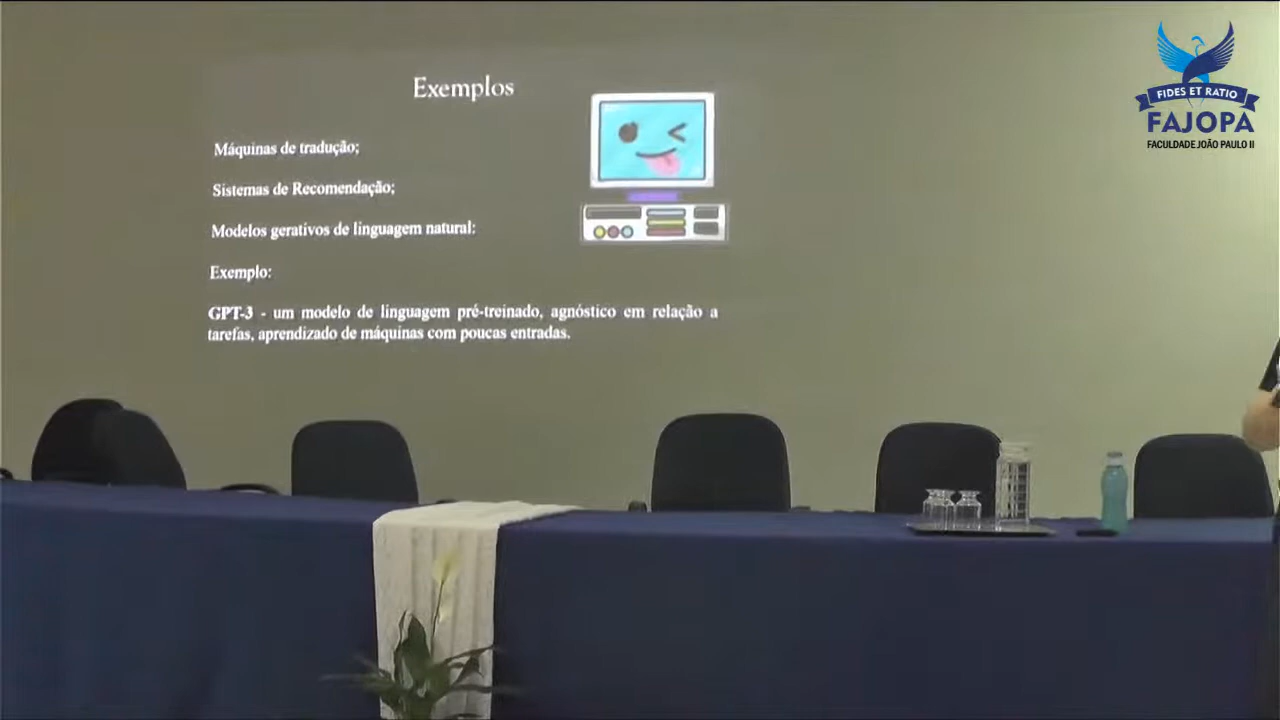 Exemplos
Máquinas de tradução;
Sistemas de Recomendação;
Modelos gerativos de linguagem natural:
Exemplo:
GPT-3 - um modelo de linguagem pré-treinado, agnóstico em relação a
tarefas, aprendizado de máquinas com poucas entradas.
FIDES ET RATIO
FAJOPA
FACULDADE JOÃO PAULO II